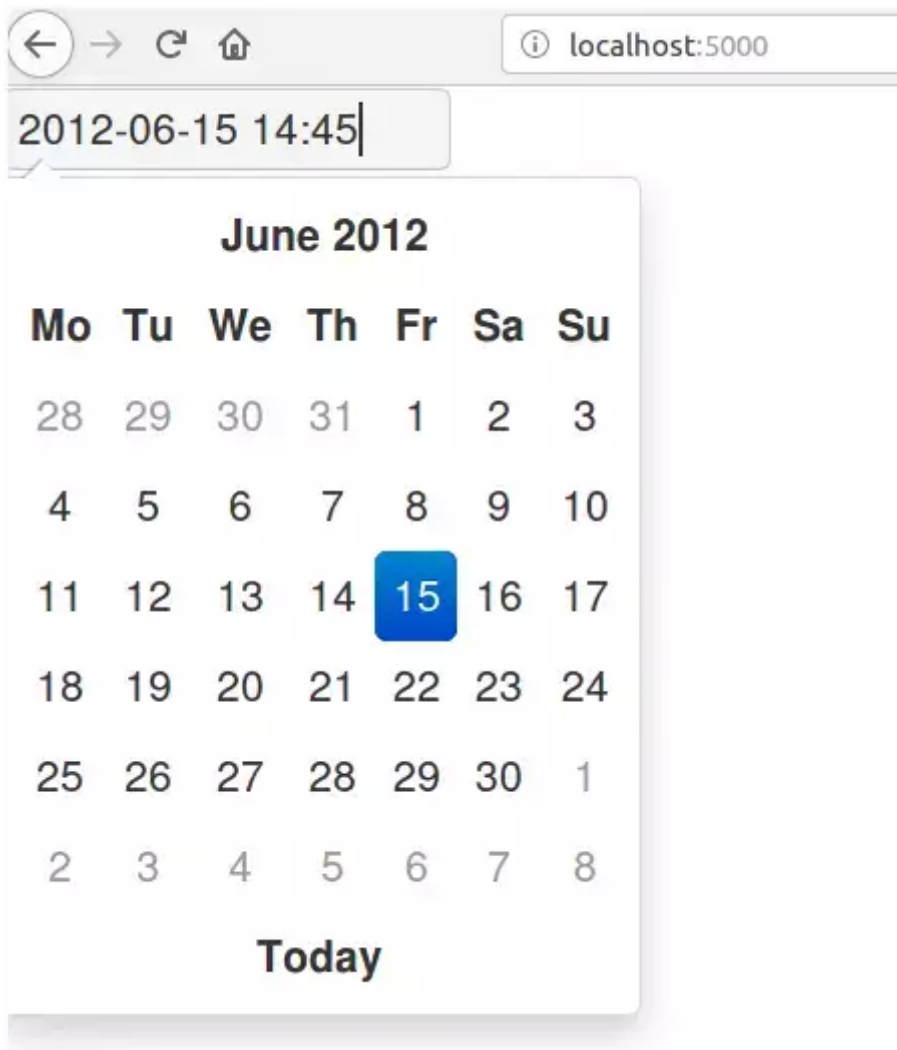 localhost:5000
2012-06-15 14:45
June 2012
Mo Tu We Th Fr Sa Su
28 29 30 31 1 2 3
4 5 6 7 8 9 10
11 12 13 14 15 16 17
18 19 20 21 22 23 24
25 26 27 28 29 30 1
2 3 4 5 6 7 8
Today